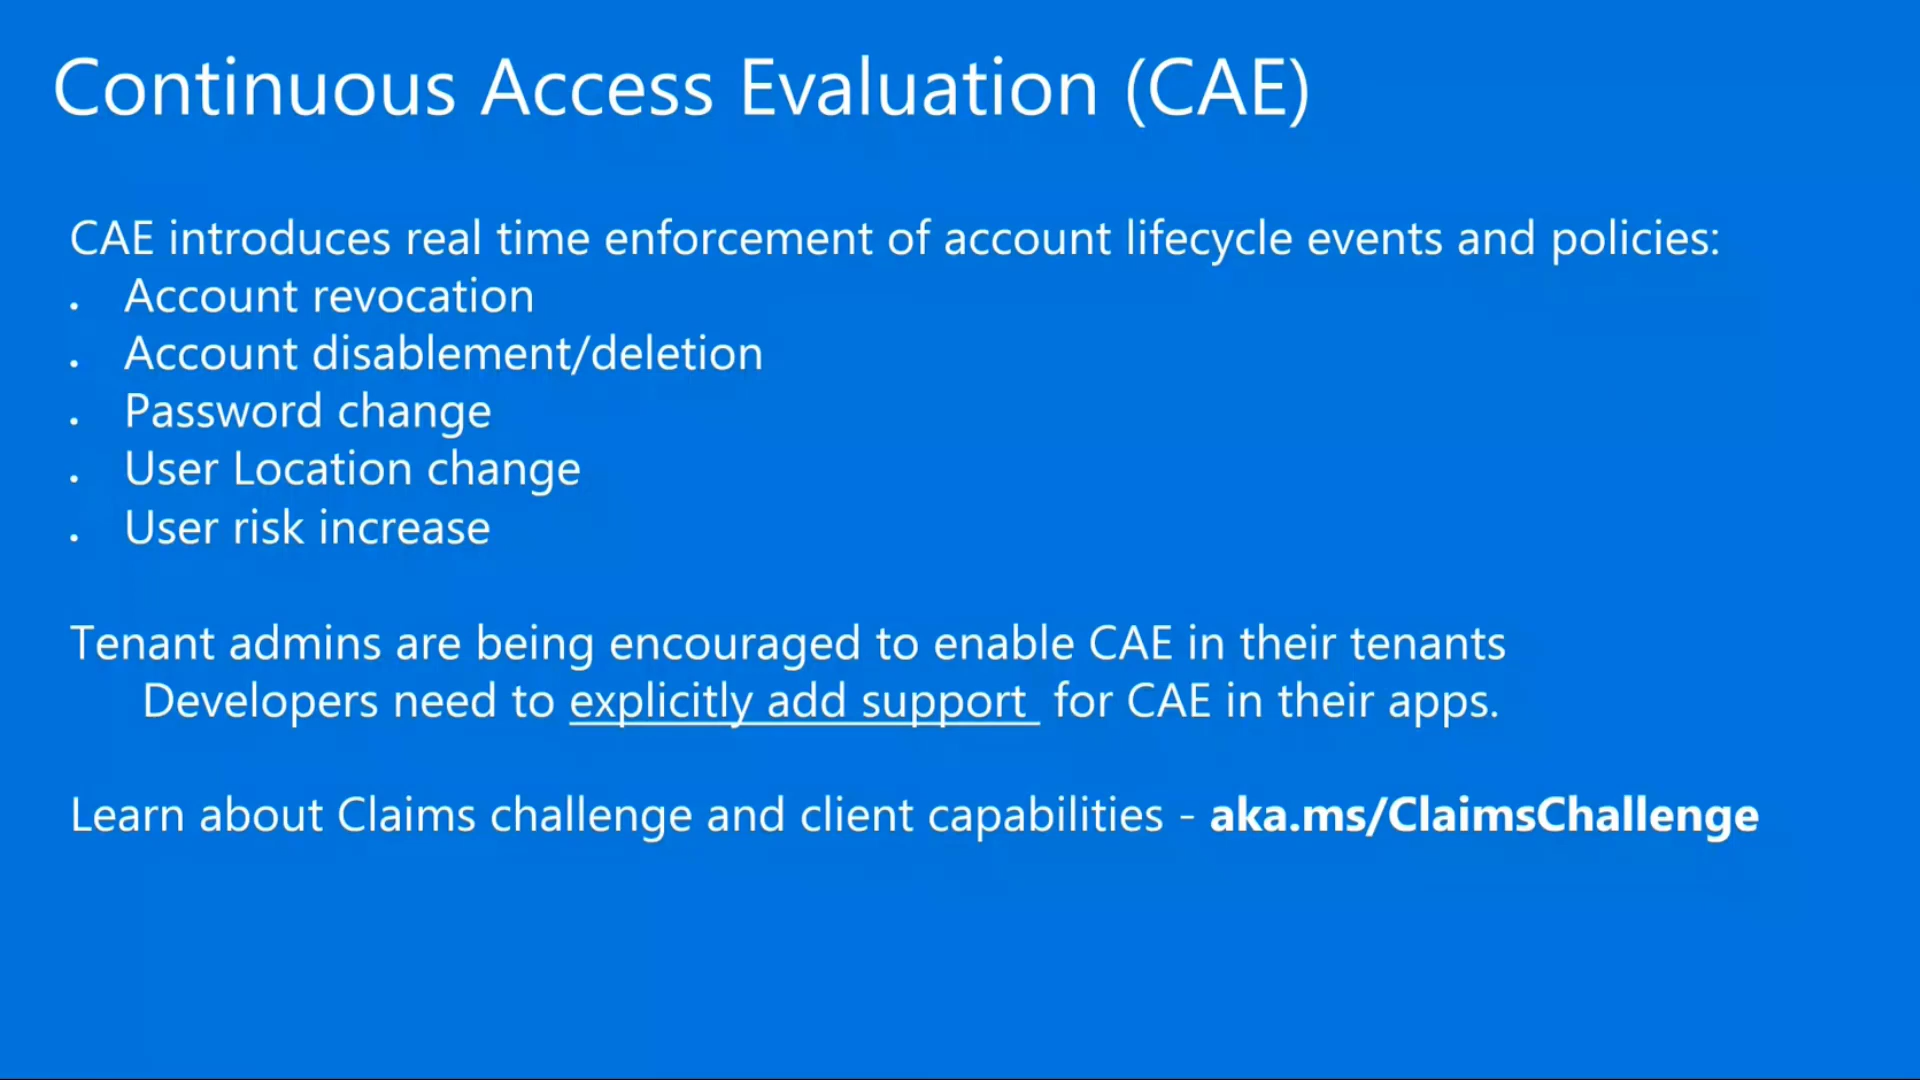 Continuous Access Evaluation (CAE)
CAE introduces real time enforcement of account lifecycle events and policies:
. Account revocation
. Account disablement/deletion
. Password change
. User Location change
. User risk increase
Tenant admins are being encouraged to enable CAE in their tenants
Developers need to explicitly add support for CAE in their apps.
Learn about Claims challenge and client capabilities - aka.ms/ClaimsChallenge